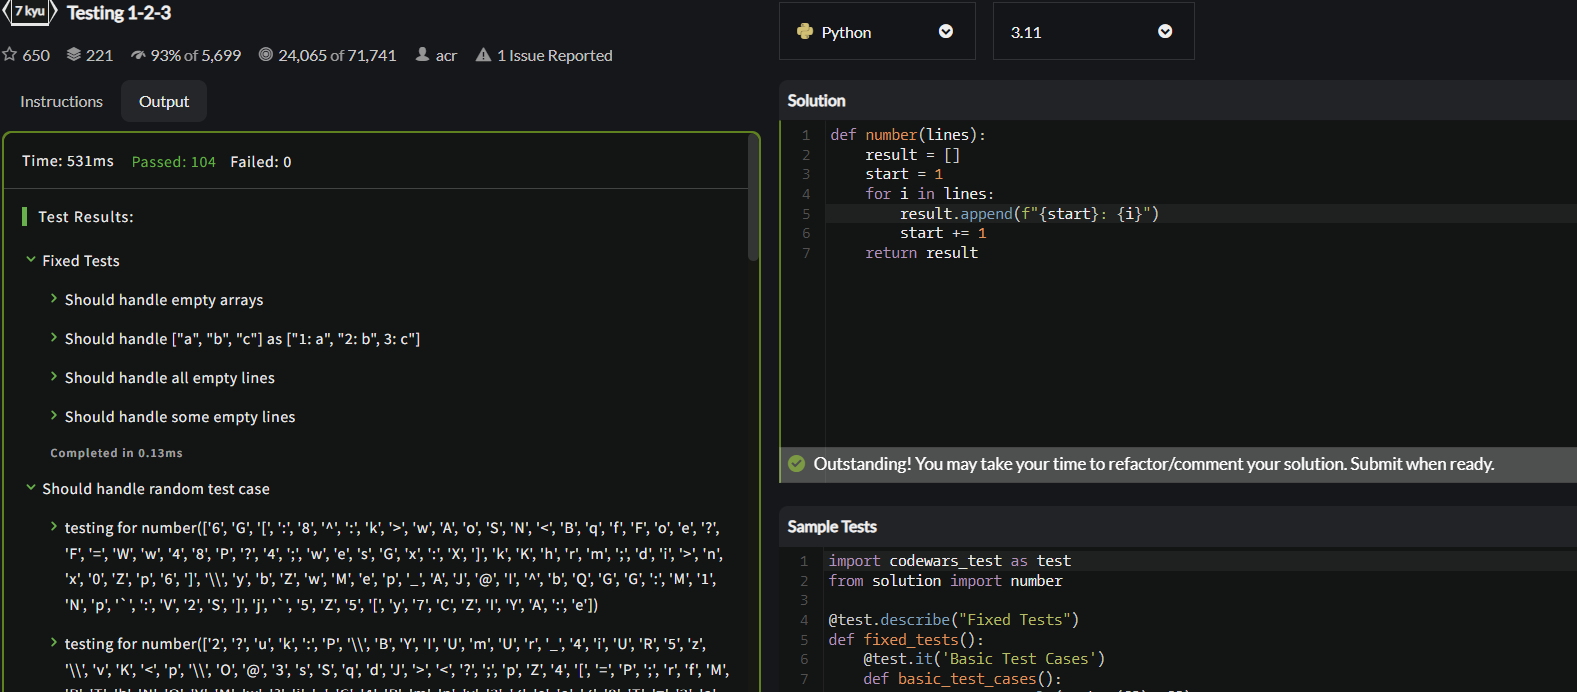 7 kyu Testing 1-2-3
650 221 93% of 5,699 24,065 of 71,741 acr 1 Issue Reported
Instructions Output
Time: 531ms Passed: 104 Failed: 0
Test Results:
Fixed Tests
Should handle empty arrays
Should handle ["a", "b", "c"] as ["1: a", "2: b", 3: c"]
Should handle all empty lines
Should handle some empty lines
Completed in 0.13ms
Should handle random test case
testing for number(['6', 'G', '[', ':', '8', '^', ':', 'k', '>', 'w', 'A', 'o', 'S', 'N', '<', 'B', 'q', 'f', 'F', 'o', 'e', '?',
'F', '=', 'W', 'w', '4', '8', 'P', '?', '4', ';', 'w', 'e', 's', 'G', 'x', ':', 'X', ']', 'k', 'K', 'h', 'r', 'm', ';', 'd', 'i', '>', 'n',
'x', '0', 'Z', 'p', '6', ']', '\\', 'y', 'b', 'Z', 'w', 'M', 'e', 'p', '_', 'A', 'J', '@', 'I', '^', 'b', 'Q', 'G', 'G', ':', 'M', '1',
'N', 'p', '`', ':', 'V', '2', 'S', ']', 'j', '`', '5', 'Z', '5', '[', 'y', '7', 'C', 'Z', 'I', 'Y', 'A', ':', 'e'])
testing for number(['2', '?', 'u', 'k', ':', 'P', '\\', 'B', 'Y', 'I', 'U', 'm', 'U', 'r', '_', '4', 'i', 'U', 'R', '5', 'z',
'\\', 'v', 'K', '<', 'p', '\\', 'O', '@', '3', 's', 'S', 'q', 'd', 'J', '>', '<', '?', ';', 'p', 'Z', '4', '[', '=', 'P', ';', 'r', 'f', 'M',
Python 3.11
Solution
1 def number(lines):
2 result = []
3 start = 1
4 for i in lines:
5 result.append(f"{start}: {i}")
6 start += 1
7 return result
Outstanding! You may take your time to refactor/comment your solution. Submit when ready.
Sample Tests
1 import codewars_test as test
2 from solution import number
3
4 @test.describe("Fixed Tests")
5 def fixed_tests():
6 @test.it('Basic Test Cases')
7 def basic_test_cases():